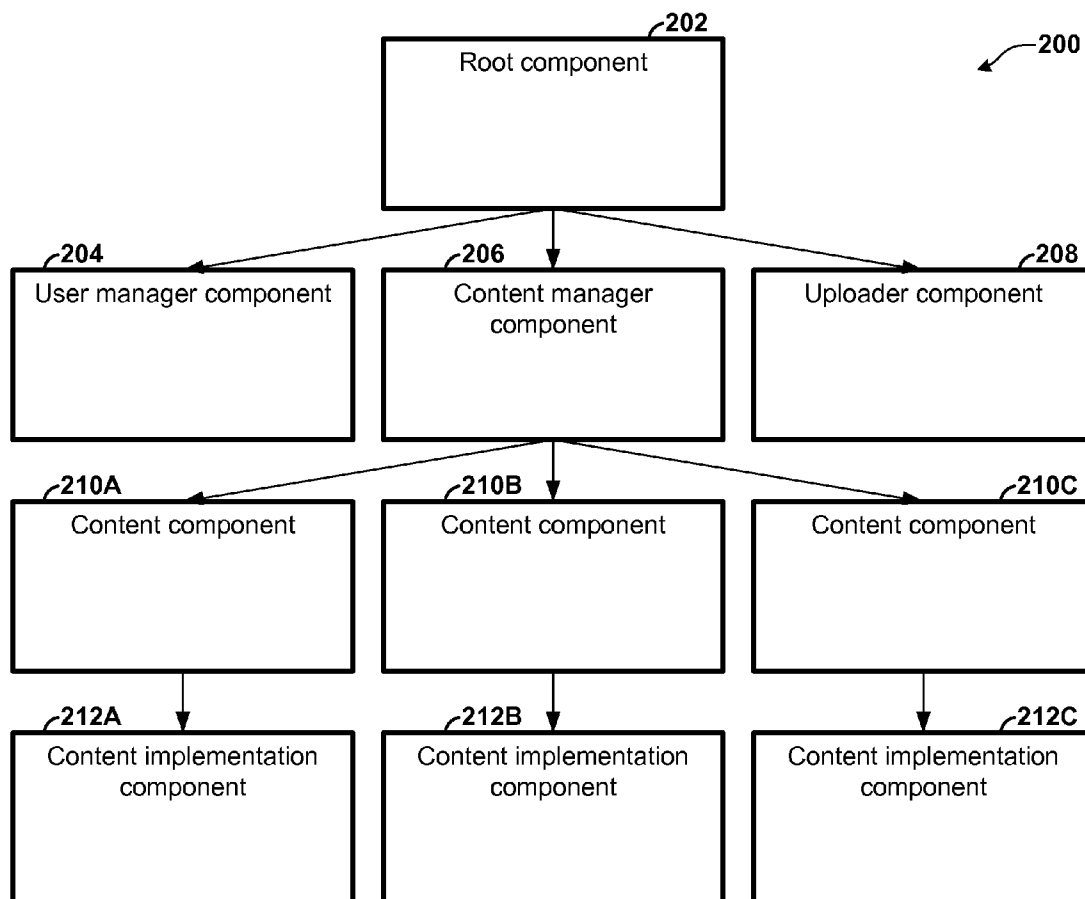 202
Root component
200
204
User manager component
206
Content manager
component
208
Uploader component
210A
Content component
210B
Content component
210C
Content component
212A
Content implementation
component
212B
Content implementation
component
212C
Content implementation
component